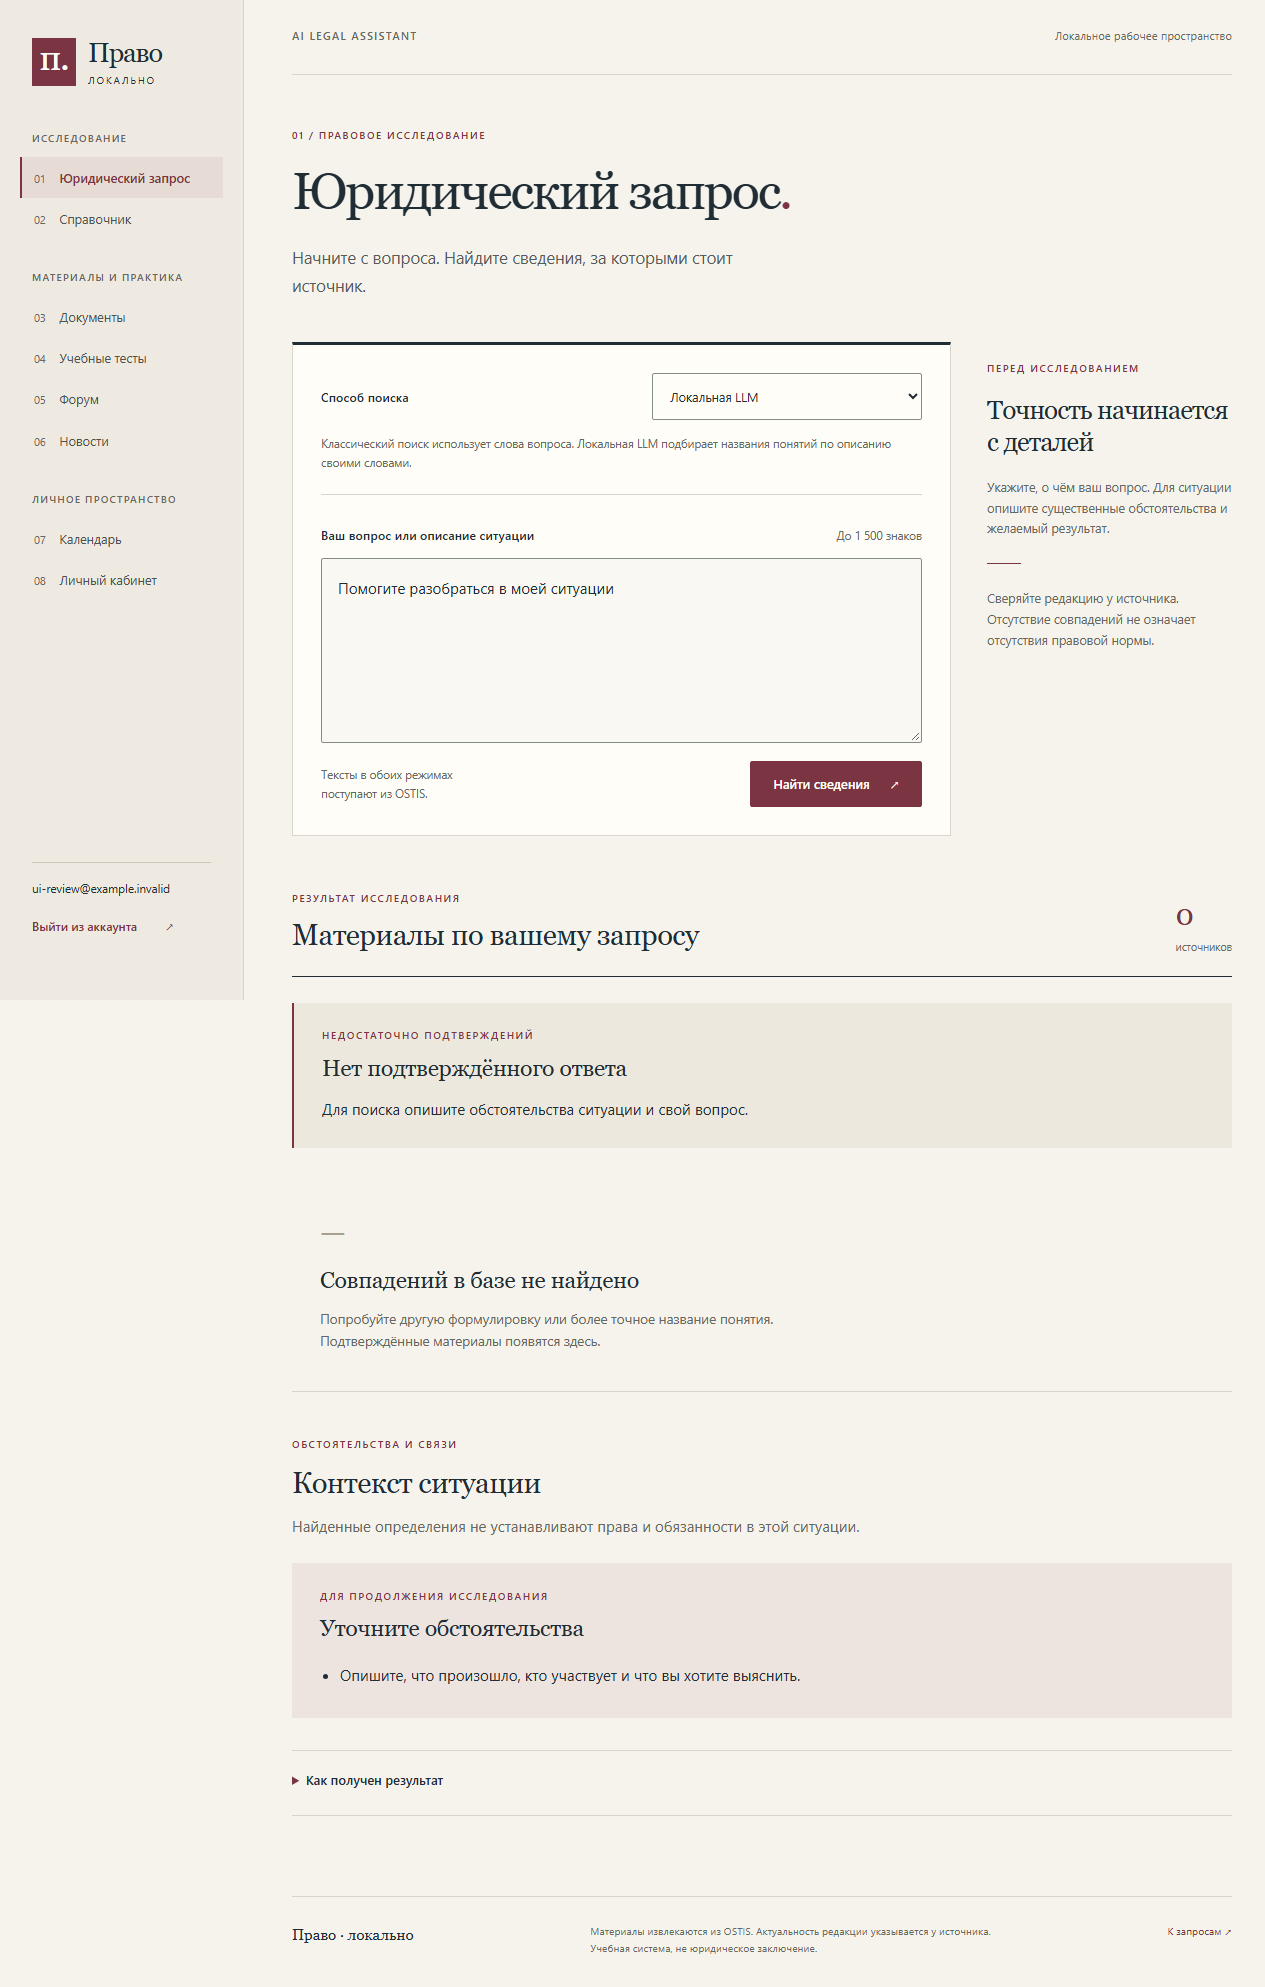 П.
Право
ЛОКАЛЬНО
ИССЛЕДОВАНИЕ
01 Юридический запрос
02 Справочник
МАТЕРИАЛЫ И ПРАКТИКА
03 Документы
04 Учебные тесты
05 Форум
06 Новости
ЛИЧНОЕ ПРОСТРАНСТВО
07 Календарь
08 Личный кабинет
ui-review@example.invalid
Выйти из аккаунта ↗
AI LEGAL ASSISTANT
Локальное рабочее пространство
01 / ПРАВОВОЕ ИССЛЕДОВАНИЕ
Юридический запрос.
Начните с вопроса. Найдите сведения, за которыми стоит
источник.
Способ поиска
Локальная LLM
Классический поиск использует слова вопроса. Локальная LLM подбирает названия понятий по описанию
своими словами.
Ваш вопрос или описание ситуации
До 1 500 знаков
Помогите разобраться в моей ситуации
Тексты в обоих режимах
поступают из OSTIS.
Найти сведения ↗
ПЕРЕД ИССЛЕДОВАНИЕМ
Точность начинается
с деталей
Укажите, о чём ваш вопрос. Для ситуации
опишите существенные обстоятельства и
желаемый результат.
Сверяйте редакцию у источника.
Отсутствие совпадений не означает
отсутствия правовой нормы.
РЕЗУЛЬТАТ ИССЛЕДОВАНИЯ
Материалы по вашему запросу
0
источников
НЕДОСТАТОЧНО ПОДТВЕРЖДЕНИЙ
Нет подтверждённого ответа
Для поиска опишите обстоятельства ситуации и свой вопрос.
—
Совпадений в базе не найдено
Попробуйте другую формулировку или более точное название понятия.
Подтверждённые материалы появятся здесь.
ОБСТОЯТЕЛЬСТВА И СВЯЗИ
Контекст ситуации
Найденные определения не устанавливают права и обязанности в этой ситуации.
ДЛЯ ПРОДОЛЖЕНИЯ ИССЛЕДОВАНИЯ
Уточните обстоятельства
• Опишите, что произошло, кто участвует и что вы хотите выяснить.
Как получен результат
Право · локально
Материалы извлекаются из OSTIS. Актуальность редакции указывается у источника.
Учебная система, не юридическое заключение.
К запросам ↗